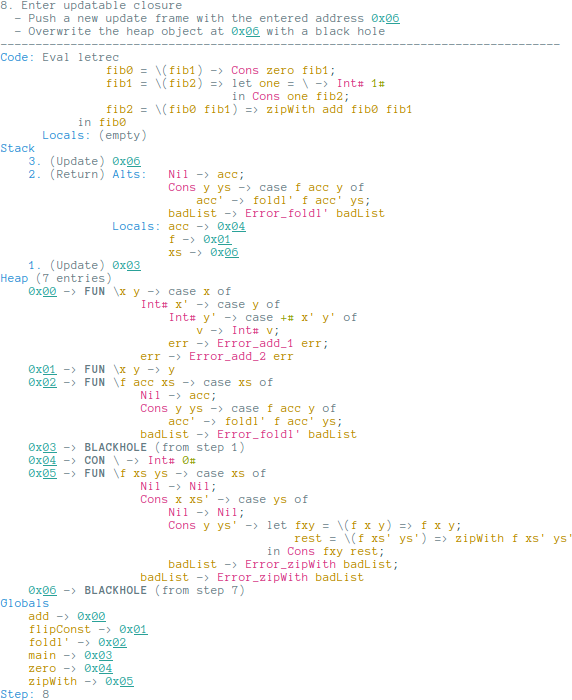 8. Enter updatable closure
  - Push a new update frame with the entered address 0x06
  - Overwrite the heap object at 0x06 with a black hole
--------------------------------------------------------------------------------
Code: Eval letrec
               fib0 = \(fib1) -> Cons zero fib1;
               fib1 = \(fib2) => let one = \ -> Int# 1#
                                 in Cons one fib2;
               fib2 = \(fib0 fib1) => zipWith add fib0 fib1
           in fib0
      Locals: (empty)
Stack
    3. (Update) 0x06
    2. (Return) Alts:   Nil -> acc;
                        Cons y ys -> case f acc y of
                            acc' -> foldl' f acc' ys;
                        badList -> Error_foldl' badList
                Locals: acc -> 0x04
                        f -> 0x01
                        xs -> 0x06
    1. (Update) 0x03
Heap (7 entries)
    0x00 -> FUN \x y -> case x of
                    Int# x' -> case y of
                        Int# y' -> case +# x' y' of
                            v -> Int# v;
                        err -> Error_add_1 err;
                    err -> Error_add_2 err
    0x01 -> FUN \x y -> y
    0x02 -> FUN \f acc xs -> case xs of
                    Nil -> acc;
                    Cons y ys -> case f acc y of
                        acc' -> foldl' f acc' ys;
                    badList -> Error_foldl' badList
    0x03 -> BLACKHOLE (from step 1)
    0x04 -> CON \ -> Int# 0#
    0x05 -> FUN \f xs ys -> case xs of
                    Nil -> Nil;
                    Cons x xs' -> case ys of
                        Nil -> Nil;
                        Cons y ys' -> let fxy = \(f x y) => f x y;
                                          rest = \(f xs' ys') => zipWith f xs' ys'
                                      in Cons fxy rest;
                        badList -> Error_zipWith badList;
                    badList -> Error_zipWith badList
    0x06 -> BLACKHOLE (from step 7)
Globals
    add -> 0x00
    flipConst -> 0x01
    foldl' -> 0x02
    main -> 0x03
    zero -> 0x04
    zipWith -> 0x05
Step: 8